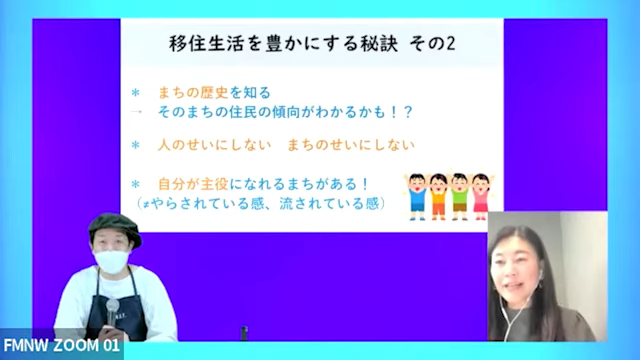 移住生活を豊かにする秘訣 その2
＊ まちの歴史を知る
→ そのまちの住民の傾向がわかるかも！？
＊ 人のせいにしない まちのせいにしない
＊ 自分が主役になれるまちがある！
（≠やらされている感、流されている感）
FMNW ZOOM 01